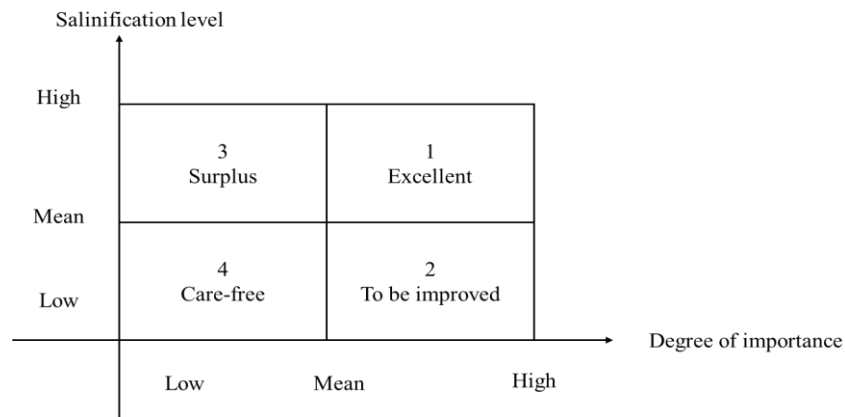 Salinification level
High
3
Surplus
1
Excellent
Mean
4
Care-free
2
To be improved
Low
Degree of importance
Low
Mean
High